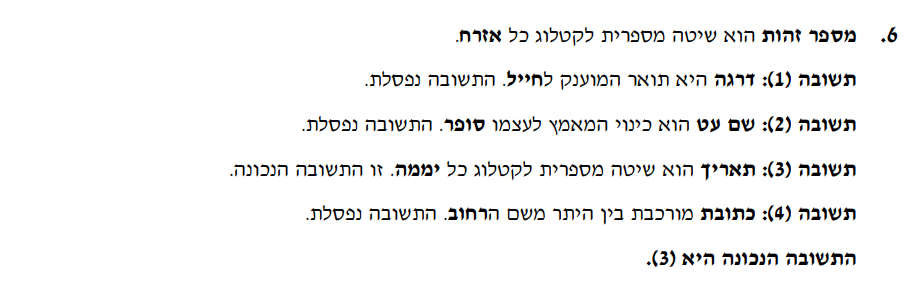 6. מספר זהות הוא שיטה מספרית לקטלוג כל אזרח.
תשובה (1): דרגה היא תואר המוענק לחייל. התשובה נפסלת.
תשובה (2): שם עט הוא כינוי המאמץ לעצמו סופר. התשובה נפסלת.
תשובה (3): תאריך הוא שיטה מספרית לקטלוג כל יממה. זו התשובה הנכונה.
תשובה (4): כתובת מורכבת בין היתר משם הרחוב. התשובה נפסלת.
התשובה הנכונה היא (3).